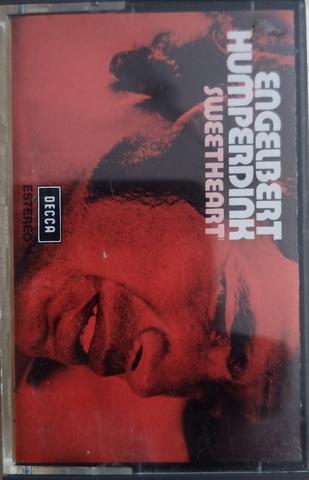 ENGELBERT
HUMPERDINK
SWEETHEART
DECCA
ESTEREO